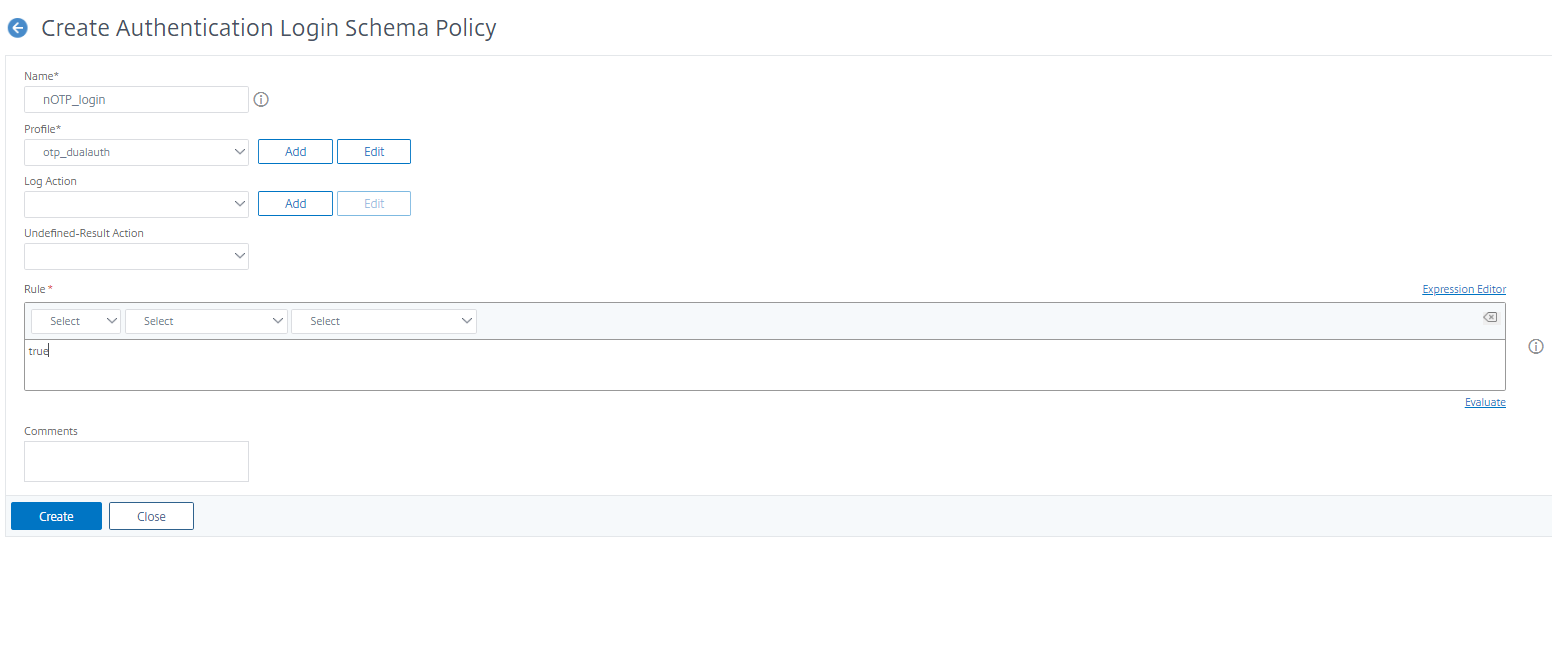 Create Authentication Login Schema Policy
Name*
nOTP_login
Profile*
otp_dualauth
Add
Edit
Log Action
Add
Edit
Undefined-Result Action
Rule *
Expression Editor
Select
Select
Select
true
Evaluate
Comments
Create
Close